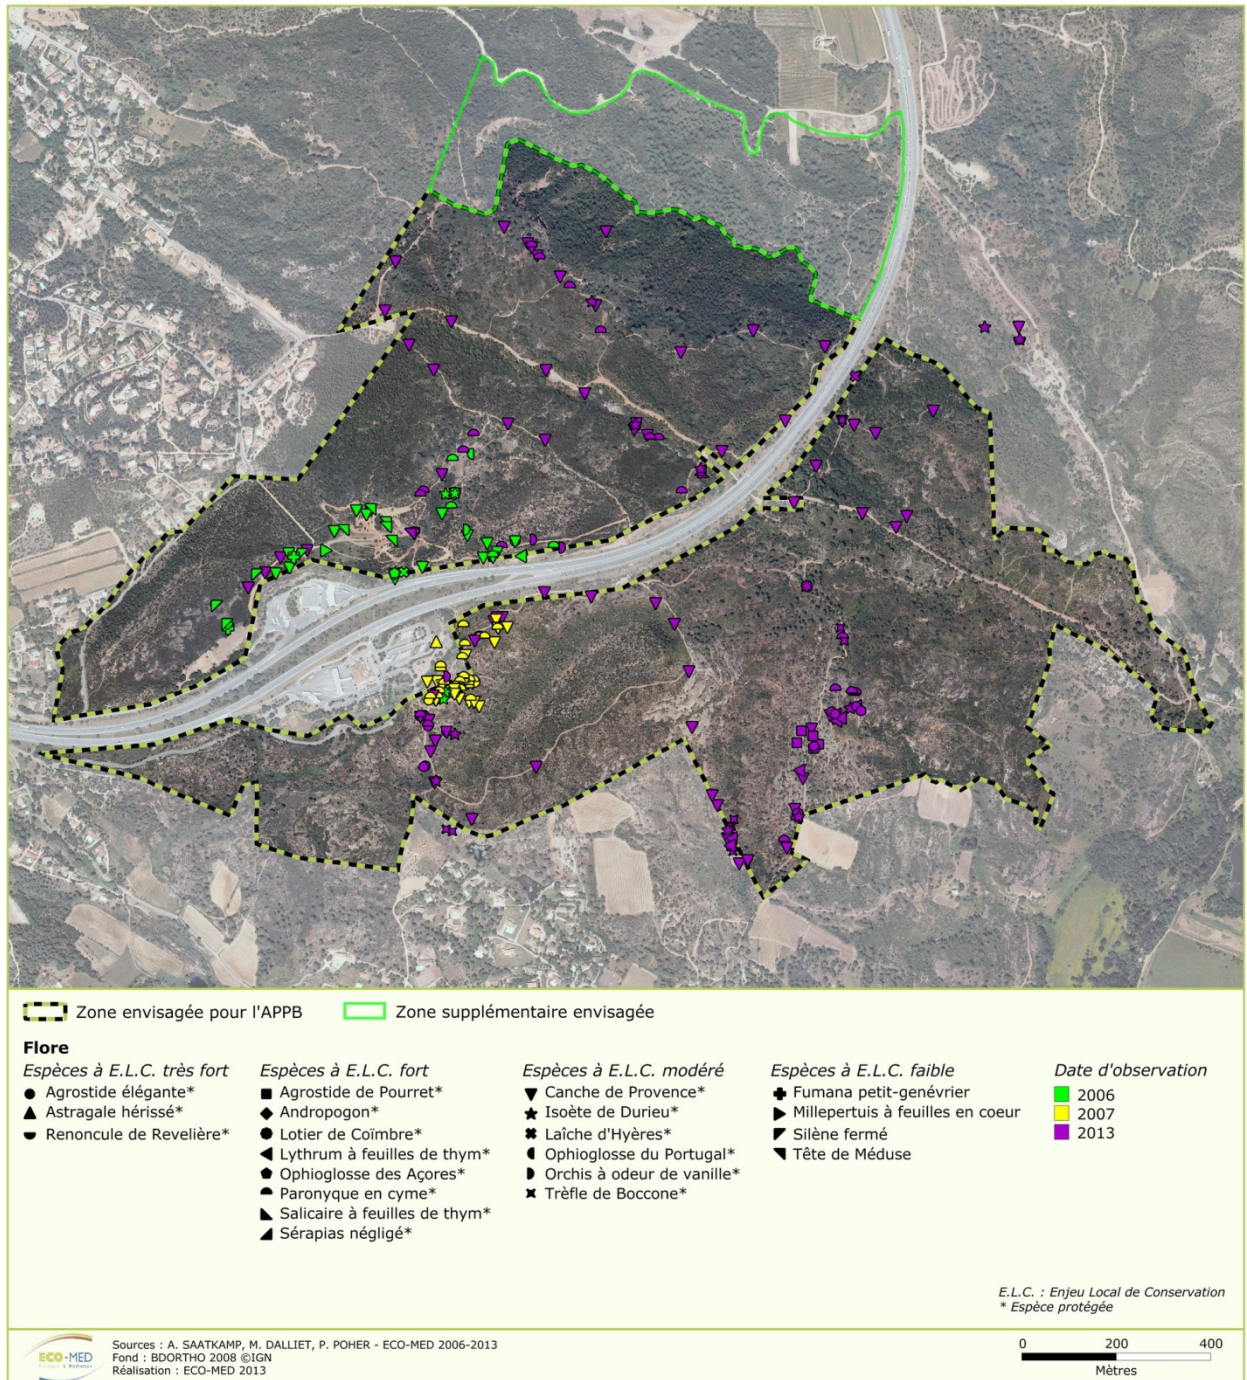 Zone envisagée pour l'APPB
Zone supplémentaire envisagée
Flore
Espèces à E.L.C. très fort
Agrostide élégante*
Astragale hérissé*
Renoncule de Revelière*
Espèces à E.L.C. fort
Agrostide de Pourret*
Andropogon*
Lotier de Coïmbre*
Lythrum à feuilles de thym*
Ophioglosse des Açores*
Paronyque en cyme*
Salicaire à feuilles de thym*
Sérapias négligé*
Espèces à E.L.C. modéré
Canche de Provence*
Isoète de Durieu*
Laîche d'Hyères*
Ophioglosse du Portugal*
Orchis à odeur de vanille*
Trèfle de Boccone*
Espèces à E.L.C. faible
Fumana petit-genévrier
Millepertuis à feuilles en coeur
Silène fermé
Tête de Méduse
Date d'observation
2006
2007
2013
E.L.C. : Enjeu Local de Conservation
* Espèce protégée
ECO-MED
Sources : A. SAATKAMP, M. DALLIET, P. POHER - ECO-MED 2006-2013
Fond : BDORTHO 2008 ©IGN
Réalisation : ECO-MED 2013
0 200 400
Mètres